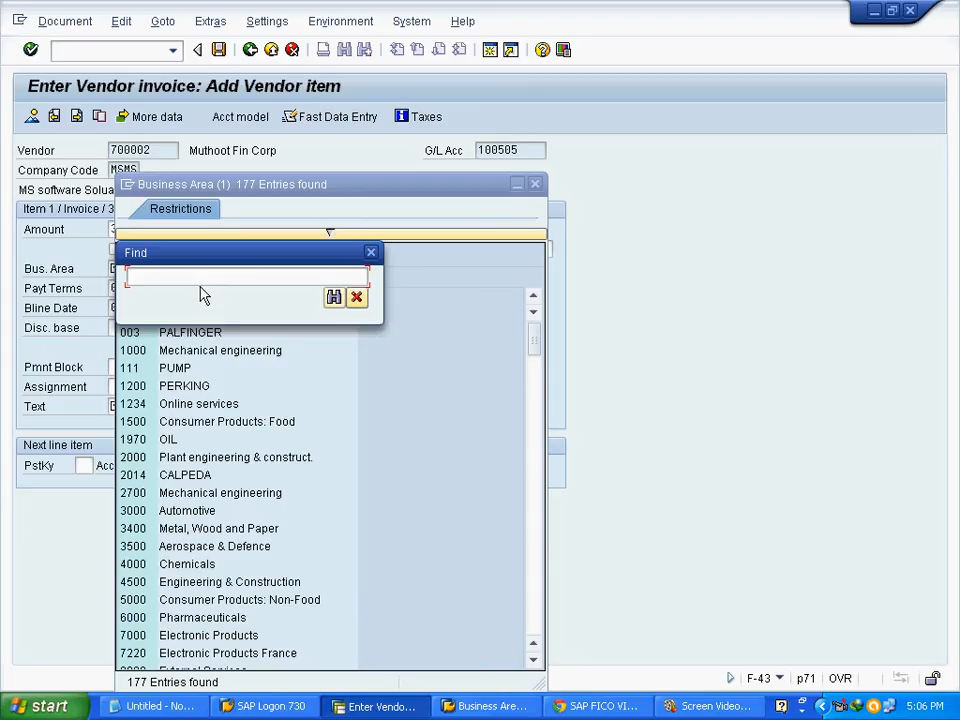 Document Edit Goto Extras Settings Environment System Help
Enter Vendor invoice: Add Vendor item
More data Acct model Fast Data Entry Taxes
Vendor 700002 Muthoot Fin Corp G/L Acc 100505
Company Code MSMS
MS software Solua
Business Area (1) 177 Entries found
Item 1 / Invoice / 3
Restrictions
Amount
Find
Bus. Area
Payt Terms
Bline Date
Disc. base
003 PALFINGER
1000 Mechanical engineering
Pmnt Block
111 PUMP
Assignment
1200 PERKING
Text
1234 Online services
1500 Consumer Products: Food
1970 OIL
Next line item
2000 Plant engineering & construct.
PstKy Acc
2014 CALPEDA
2700 Mechanical engineering
3000 Automotive
3400 Metal, Wood and Paper
3500 Aerospace & Defence
4000 Chemicals
4500 Engineering & Construction
5000 Consumer Products: Non-Food
6000 Pharmaceuticals
7000 Electronic Products
7220 Electronic Products France
177 Entries found
F-43 p71 OVR
start Untitled - No... SAP Logon 730 Enter Vendo... Business Are... SAP FICO VI... Screen Video... 5:06 PM